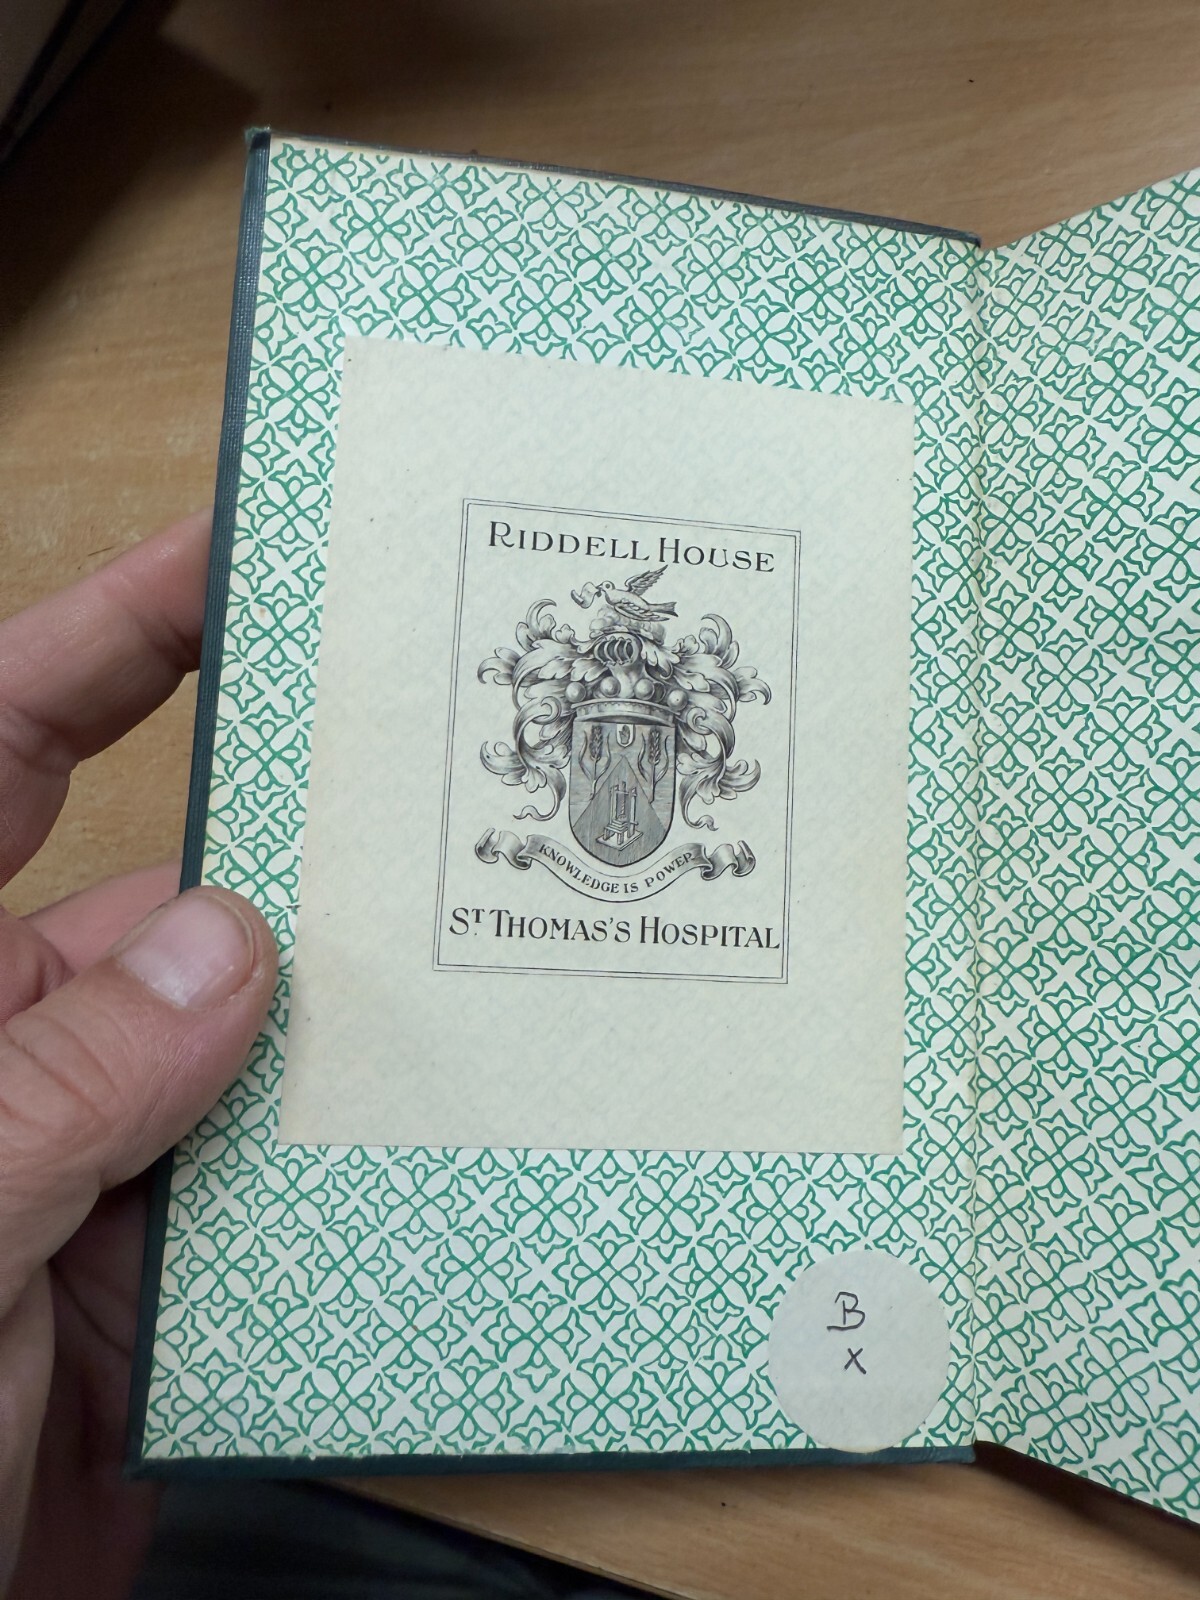 RIDDELL HOUSE
KNOWLEDGE IS POWER
ST. THOMAS'S HOSPITAL
B
x